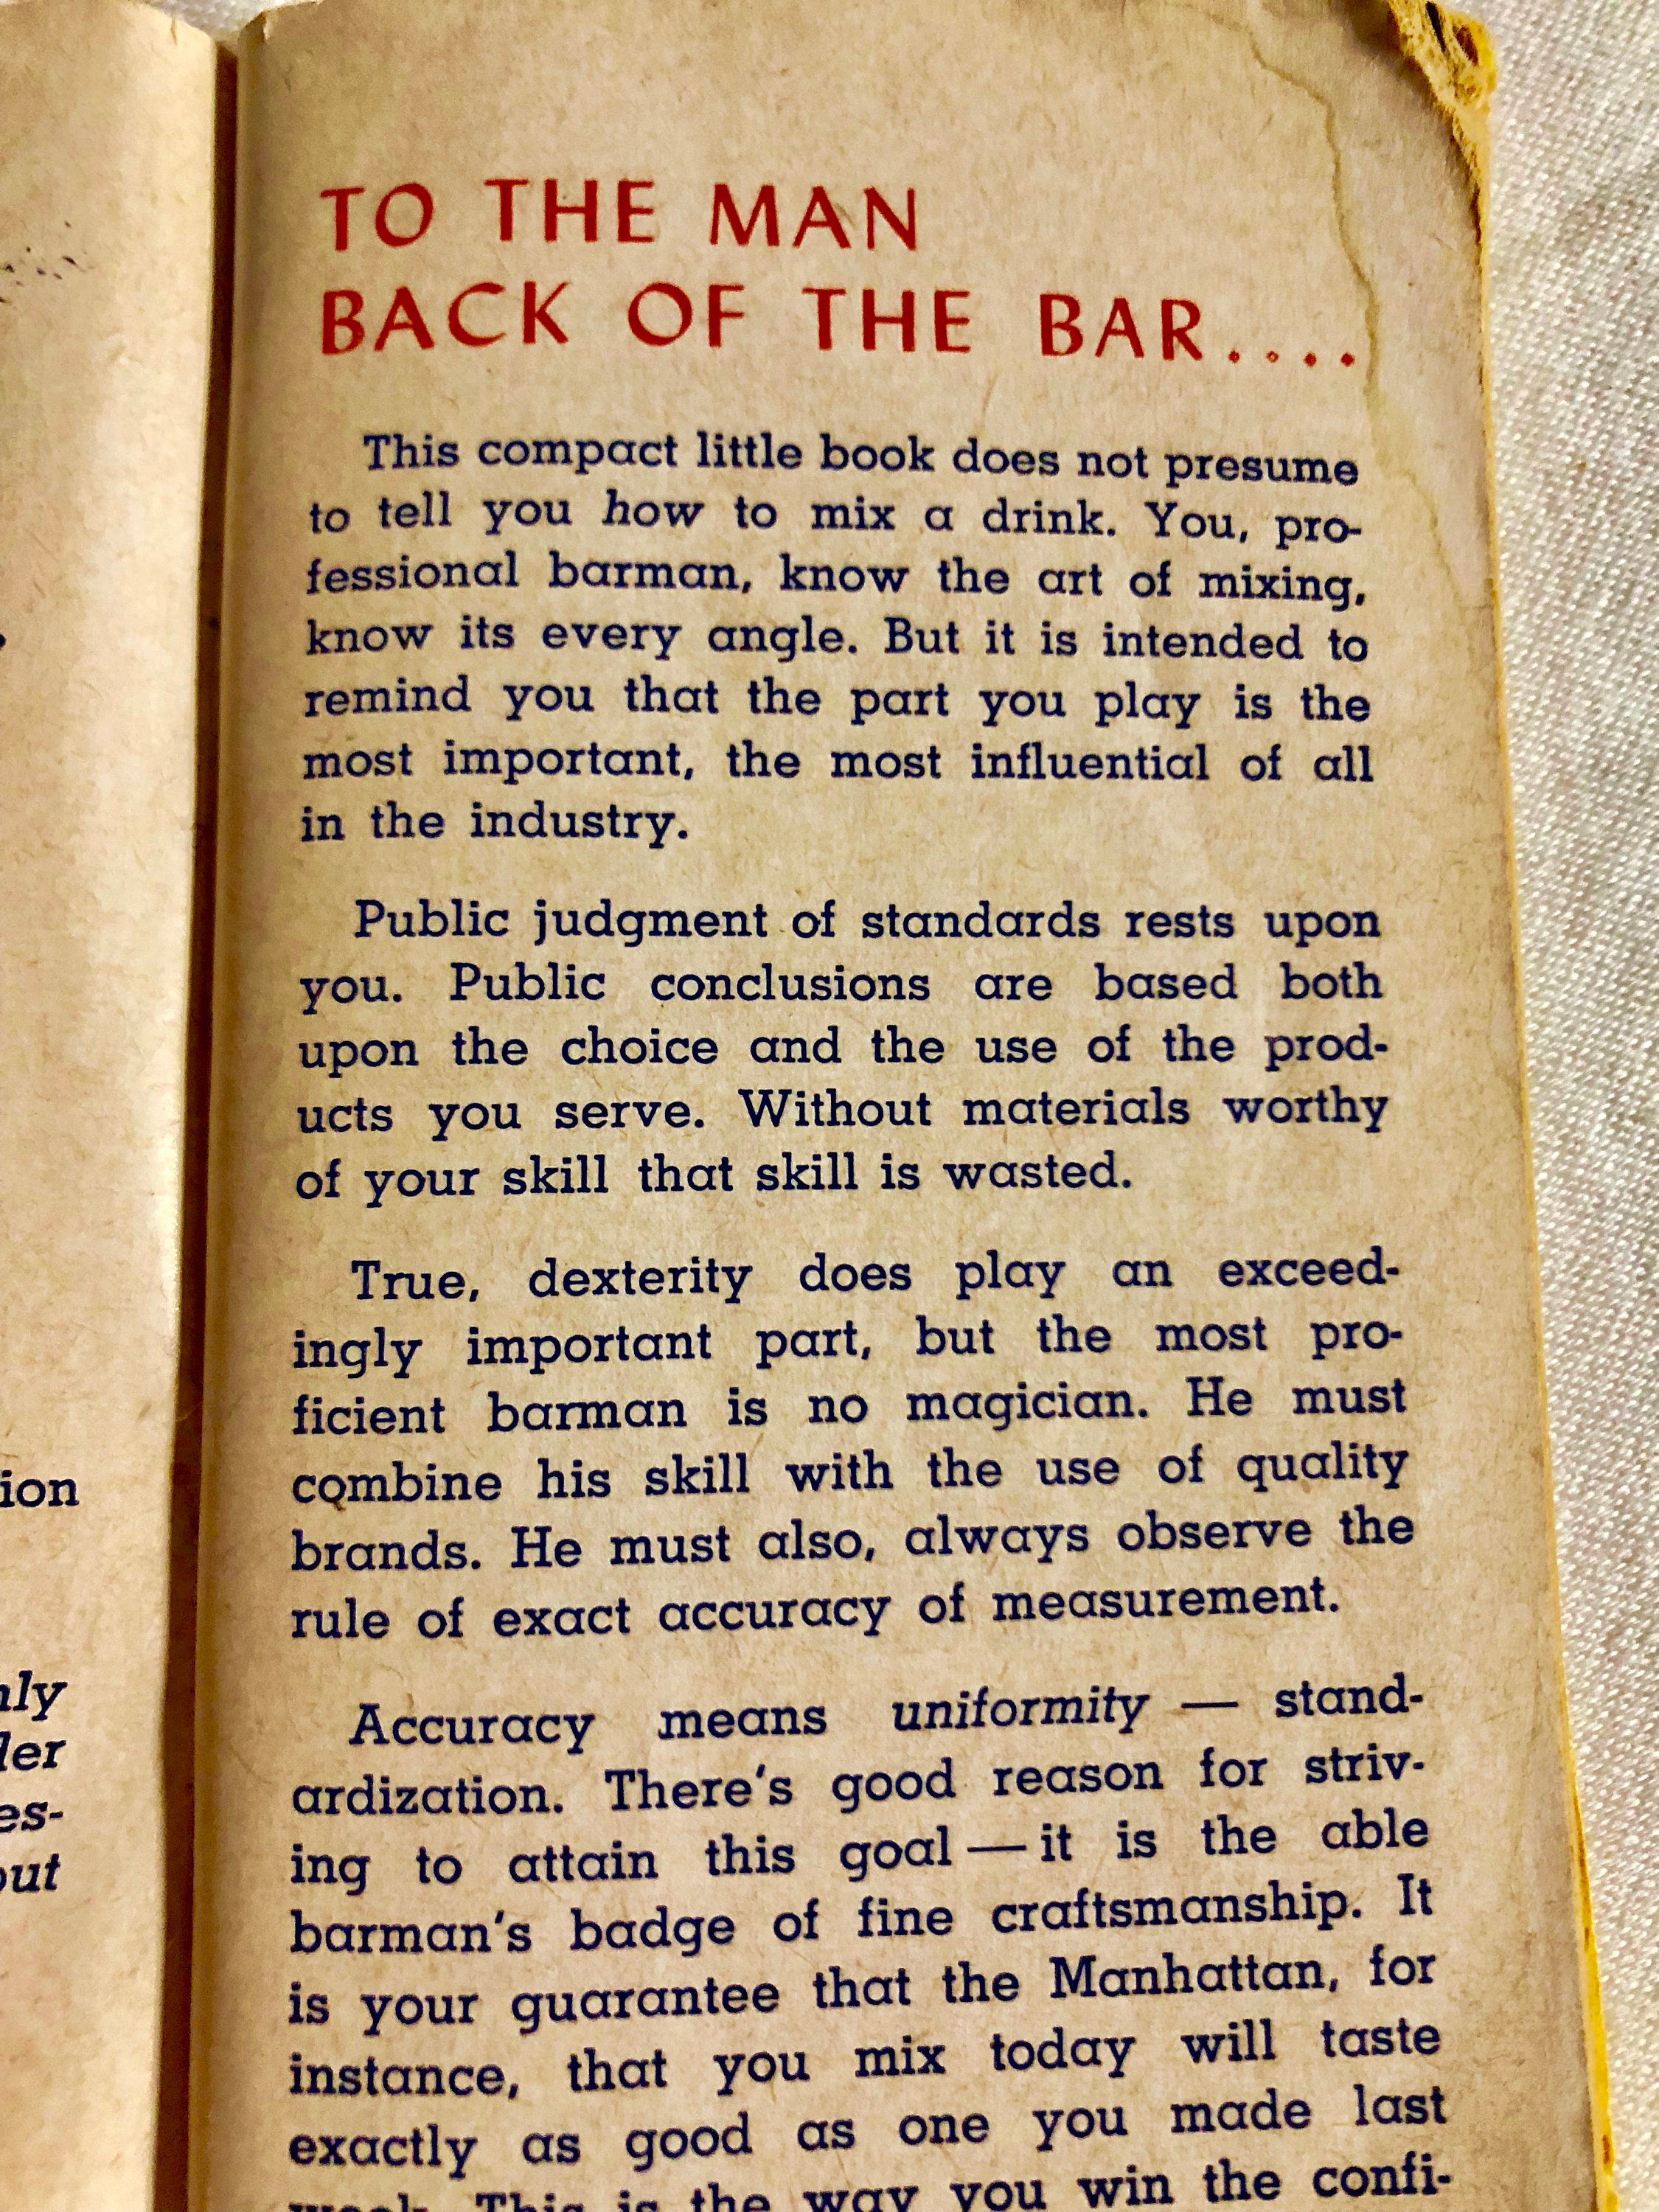 TO THE MAN
BACK OF THE BAR....
This compact little book does not presume
to tell you how to mix a drink. You, pro-
fessional barman, know the art of mixing,
know its every angle. But it is intended to
remind you that the part you play is the
most important, the most influential of all
in the industry.
Public judgment of standards rests upon
you. Public conclusions are based both
upon the choice and the use of the prod-
ucts you serve. Without materials worthy
of your skill that skill is wasted.
True, dexterity does play an exceed-
ingly important part, but the most pro-
ficient barman is no magician. He must
combine his skill with the use of quality
brands. He must also, always observe the
rule of exact accuracy of measurement.
Accuracy means uniformity — stand-
ardization. There's good reason for striv-
ing to attain this goal — it is the able
barman's badge of fine craftsmanship. It
is your guarantee that the Manhattan, for
instance, that you mix today will taste
exactly as good as one you made last
week. This is the way you win the confi-